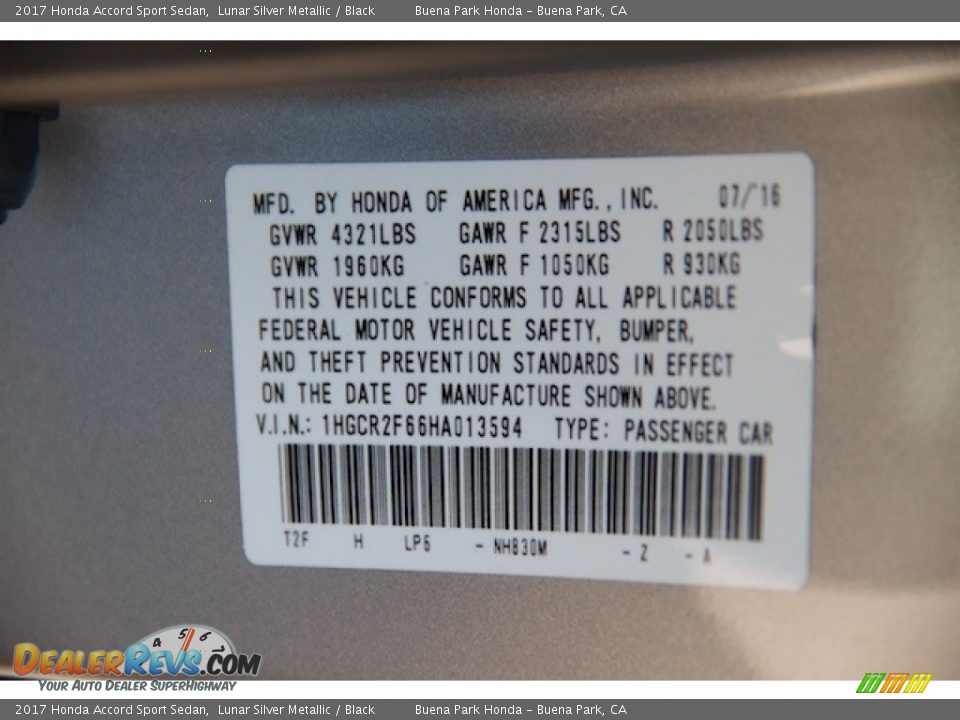 2017 Honda Accord Sport Sedan,  Lunar Silver Metallic / Black  Buena Park Honda – Buena Park, CA
MFD. BY HONDA OF AMERICA MFG., INC. 07/'16
GVWR 4321LBS GAWR F 2315LBS R 2050LBS
GVWR 1960KG GAWR F 1050KG R 930KG
THIS VEHICLE CONFORMS TO ALL APPLICABLE
FEDERAL MOTOR VEHICLE SAFETY, BUMPER,
AND THEFT PREVENTION STANDARDS IN EFFECT
ON THE DATE OF MANUFACTURE SHOWN ABOVE.
V.I.N.: 1HGCR2F66HA013594 TYPE: PASSENGER CAR
T2F H LP6 - NH830M - Z - A
4 5 6 7
DEALERREVS.COM
YOUR AUTO DEALER SUPERHIGHWAY
2017 Honda Accord Sport Sedan,  Lunar Silver Metallic / Black  Buena Park Honda – Buena Park, CA